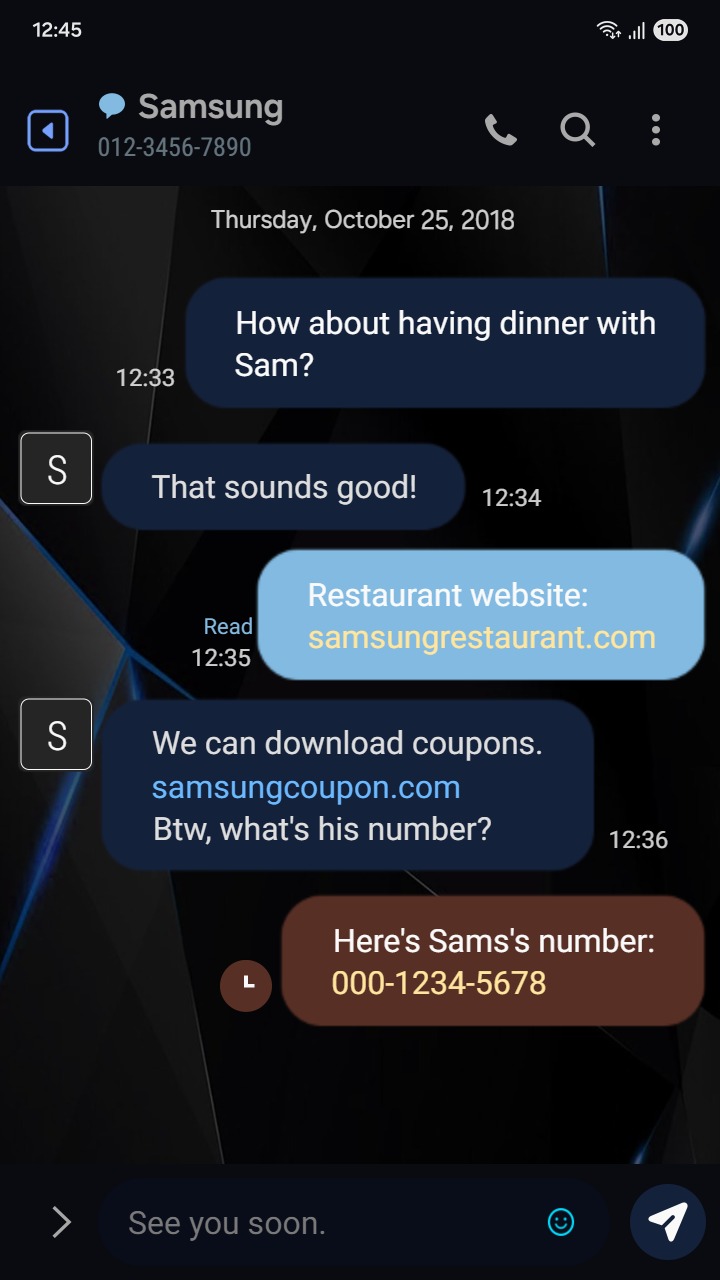 12:45
100
Samsung
012-3456-7890
Thursday, October 25, 2018
How about having dinner with
Sam?
12:33
S
That sounds good!
12:34
Restaurant website:
samsungrestaurant.com
Read
12:35
S
We can download coupons.
samsungcoupon.com
Btw, what's his number?
12:36
Here's Sams's number:
000-1234-5678
See you soon.